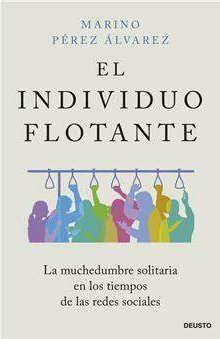 MARINO
PÉREZ ÁLVAREZ
EL
INDIVIDUO
FLOTANTE
La muchedumbre solitaria
en los tiempos
de las redes sociales
DEUSTO